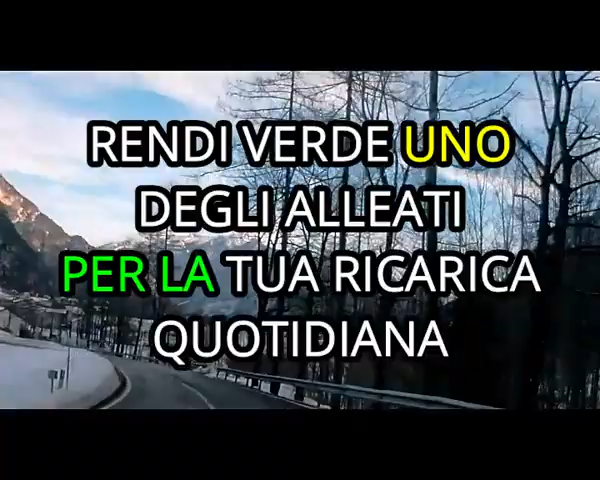 RENDI VERDE UNO
DEGLI ALLEATI
PER LA TUA RICARICA
QUOTIDIANA